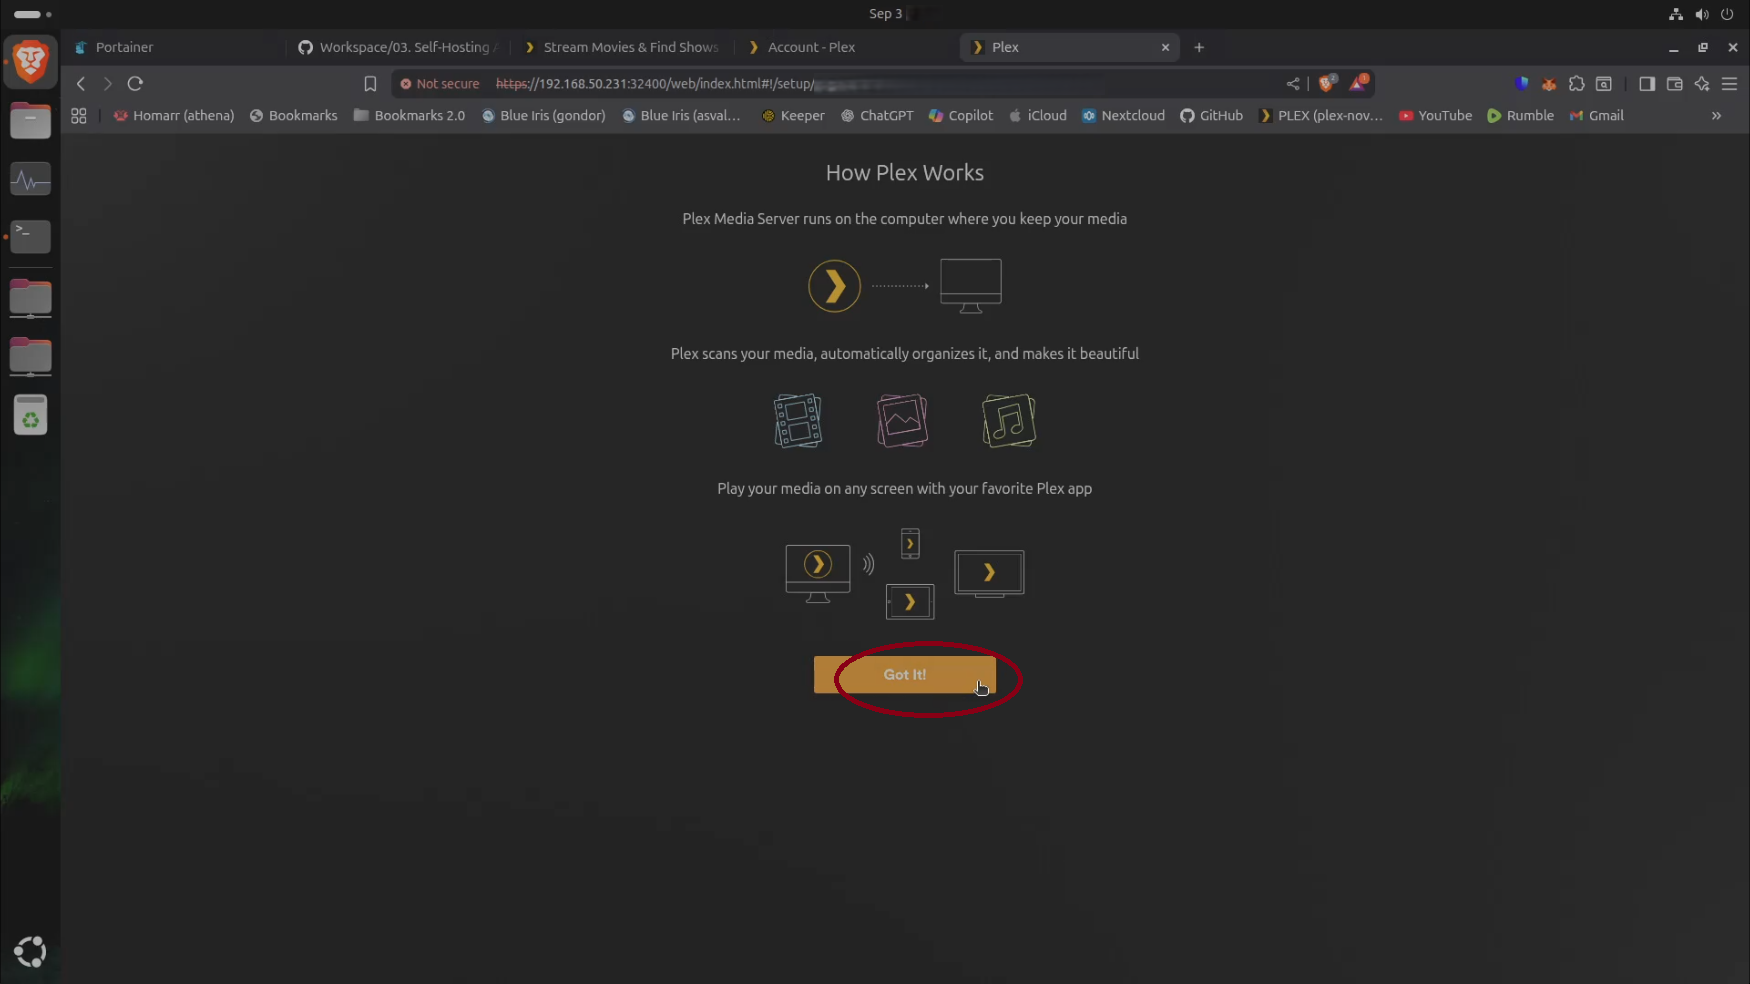 Sep 3
Portainer
Workspace/03. Self-Hosting A
Stream Movies & Find Shows
Account - Plex
Plex
Not secure
https://192.168.50.231:32400/web/index.html#!/setup/
2
1
Homarr (athena)
Bookmarks
Bookmarks 2.0
Blue Iris (gondor)
Blue Iris (asval...
Keeper
ChatGPT
Copilot
iCloud
Nextcloud
GitHub
PLEX (plex-nov...
YouTube
Rumble
Gmail
How Plex Works
Plex Media Server runs on the computer where you keep your media
Plex scans your media, automatically organizes it, and makes it beautiful
Play your media on any screen with your favorite Plex app
Got It!